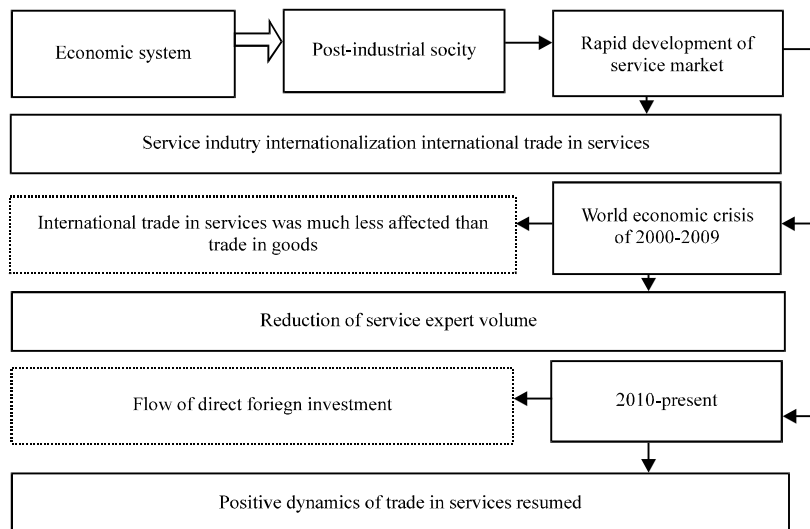 Economic system
Post-industrial socity
Rapid development of
service market
Service indutry internationalization international trade in services
International trade in services was much less affected than
trade in goods
World economic crisis
of 2000-2009
Reduction of service expert volume
Flow of direct foriegn investment
2010-present
Positive dynamics of trade in services resumed